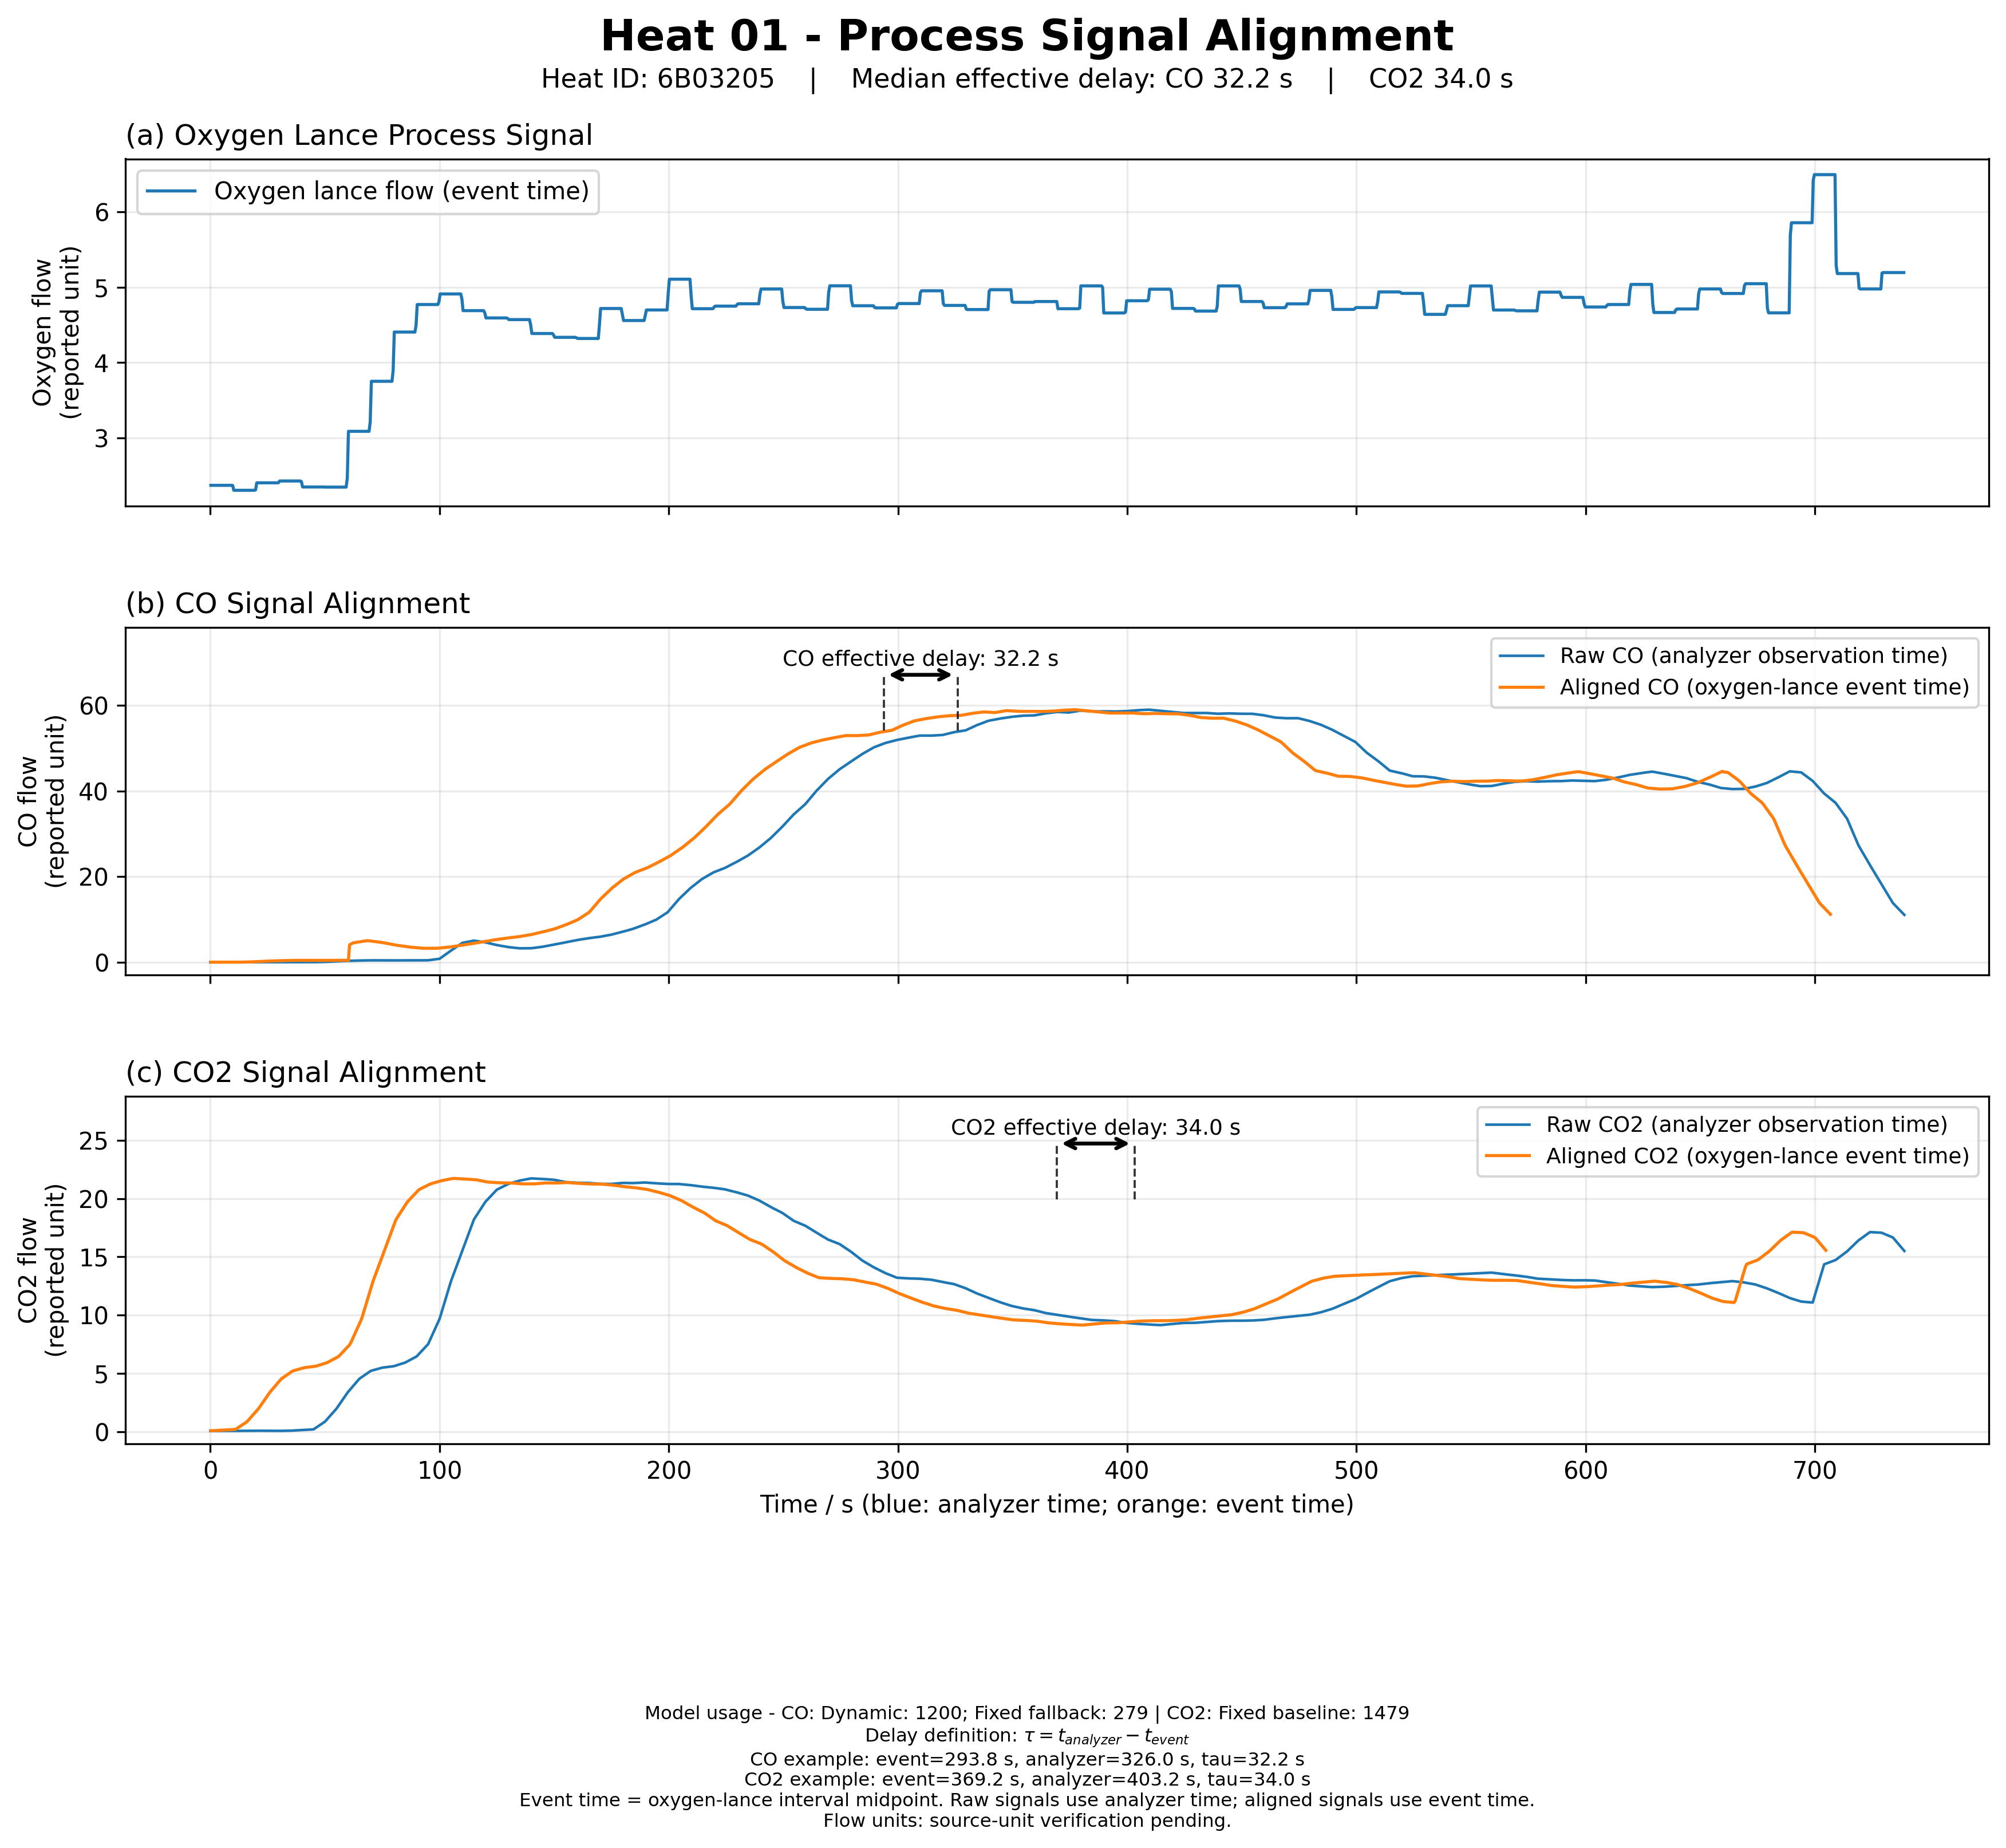 Heat 01 - Process Signal Alignment
Heat ID: 6B03205 | Median effective delay: CO 32.2 s | CO2 34.0 s
(a) Oxygen Lance Process Signal
Oxygen lance flow (event time)
Oxygen flow
(reported unit)
6
5
4
3
(b) CO Signal Alignment
CO effective delay: 32.2 s
Raw CO (analyzer observation time)
Aligned CO (oxygen-lance event time)
CO flow
(reported unit)
60
40
20
0
(c) CO2 Signal Alignment
CO2 effective delay: 34.0 s
Raw CO2 (analyzer observation time)
Aligned CO2 (oxygen-lance event time)
CO2 flow
(reported unit)
25
20
15
10
5
0
0 100 200 300 400 500 600 700
Time / s (blue: analyzer time; orange: event time)
Model usage - CO: Dynamic: 1200; Fixed fallback: 279 | CO2: Fixed baseline: 1479
Delay definition: τ = t_analyzer − t_event
CO example: event=293.8 s, analyzer=326.0 s, tau=32.2 s
CO2 example: event=369.2 s, analyzer=403.2 s, tau=34.0 s
Event time = oxygen-lance interval midpoint. Raw signals use analyzer time; aligned signals use event time.
Flow units: source-unit verification pending.